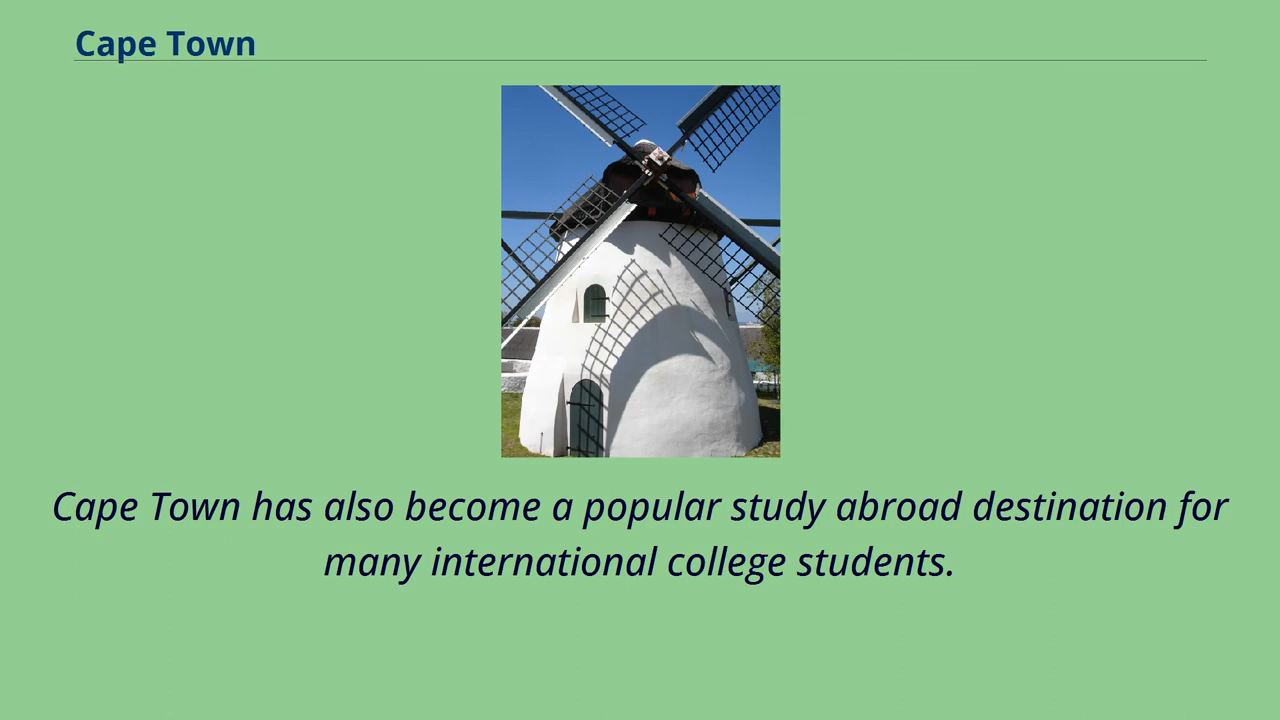 Cape Town
Cape Town has also become a popular study abroad destination for
many international college students.